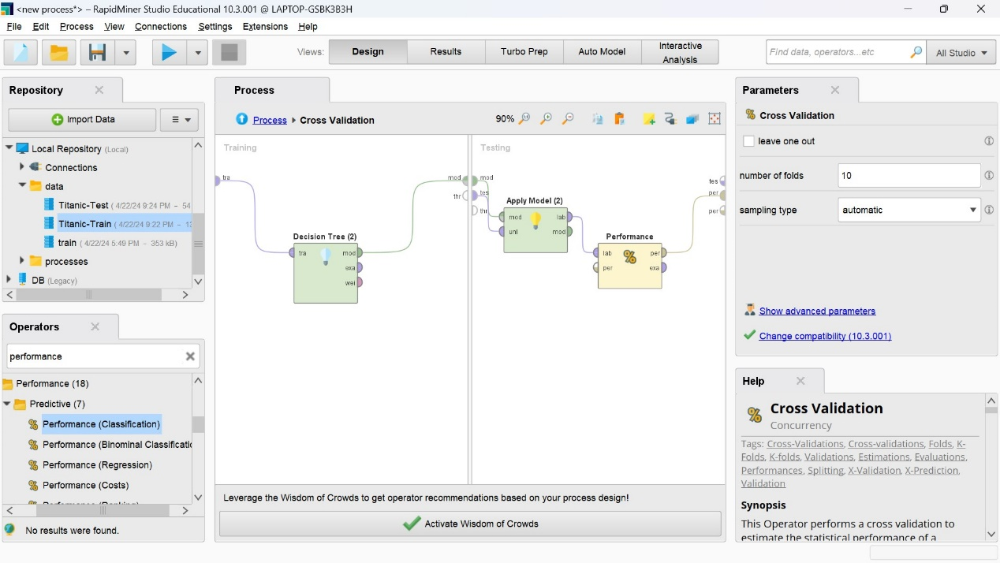 <new process*> – RapidMiner Studio Educational 10.3.001 @ LAPTOP-GSBK3B3H
File Edit Process View Connections Settings Extensions Help
Views: Design Results Turbo Prep Auto Model Interactive Analysis
Find data, operators...etc
All Studio
Repository
Import Data
Local Repository (Local)
Connections
data
Titanic-Test ( 4/22/24 9:24 PM – 54
Titanic-Train ( 4/22/24 9:22 PM – 13
train ( 4/22/24 5:49 PM – 353 kB)
processes
DB (Legacy)
Operators
performance
Performance (18)
Predictive (7)
Performance (Classification)
Performance (Binominal Classificatio
Performance (Regression)
Performance (Costs)
Performance (Ranking)
No results were found.
Process
Process Cross Validation
90%
Training
tra
Decision Tree (2)
tra mod
exa
wei
mod
thr
Testing
mod
tes
thr
Apply Model (2)
mod lab
unl mod
Performance
lab per
per exa
tes
per
per
Leverage the Wisdom of Crowds to get operator recommendations based on your process design!
Activate Wisdom of Crowds
Parameters
Cross Validation
leave one out
number of folds 10
sampling type automatic
Show advanced parameters
Change compatibility (10.3.001)
Help
Cross Validation
Concurrency
Tags: Cross-Validations, Cross-validations, Folds, K-
Folds, K-folds, Validations, Estimations, Evaluations,
Performances, Splitting, X-Validation, X-Prediction,
Validation
Synopsis
This Operator performs a cross validation to
estimate the statistical performance of a